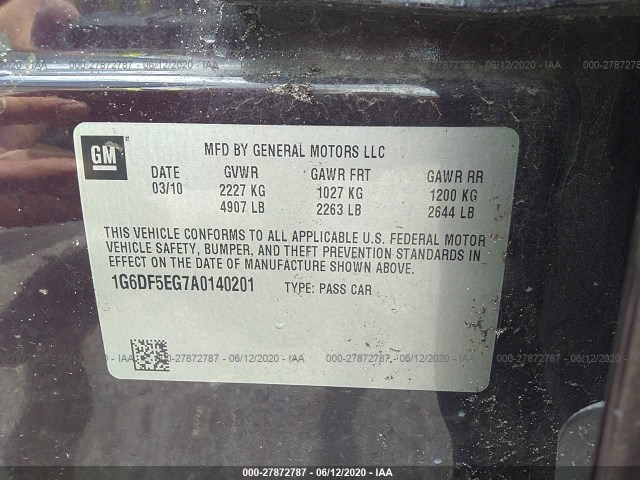 000-27872787 - 06/12/2020 - IAA
000-27872787 - 06/12/2020 - IAA
000-27872787 - 06/12/2020 - IAA
GM
MFD BY GENERAL MOTORS LLC
DATE GVWR GAWR FRT GAWR RR
03/10 2227 KG 1027 KG 1200 KG
4907 LB 2263 LB 2644 LB
THIS VEHICLE CONFORMS TO ALL APPLICABLE U.S. FEDERAL MOTOR
VEHICLE SAFETY, BUMPER, AND THEFT PREVENTION STANDARDS IN
EFFECT ON THE DATE OF MANUFACTURE SHOWN ABOVE.
1G6DF5EG7A0140201 TYPE: PASS CAR
27872787 - 06/12/2020 - IAA
000-27872787 - 06/12/2020 - IAA
000-27872787 - 06/12/2020 - IAA
000-27872787 - 06/12/2020 - IAA